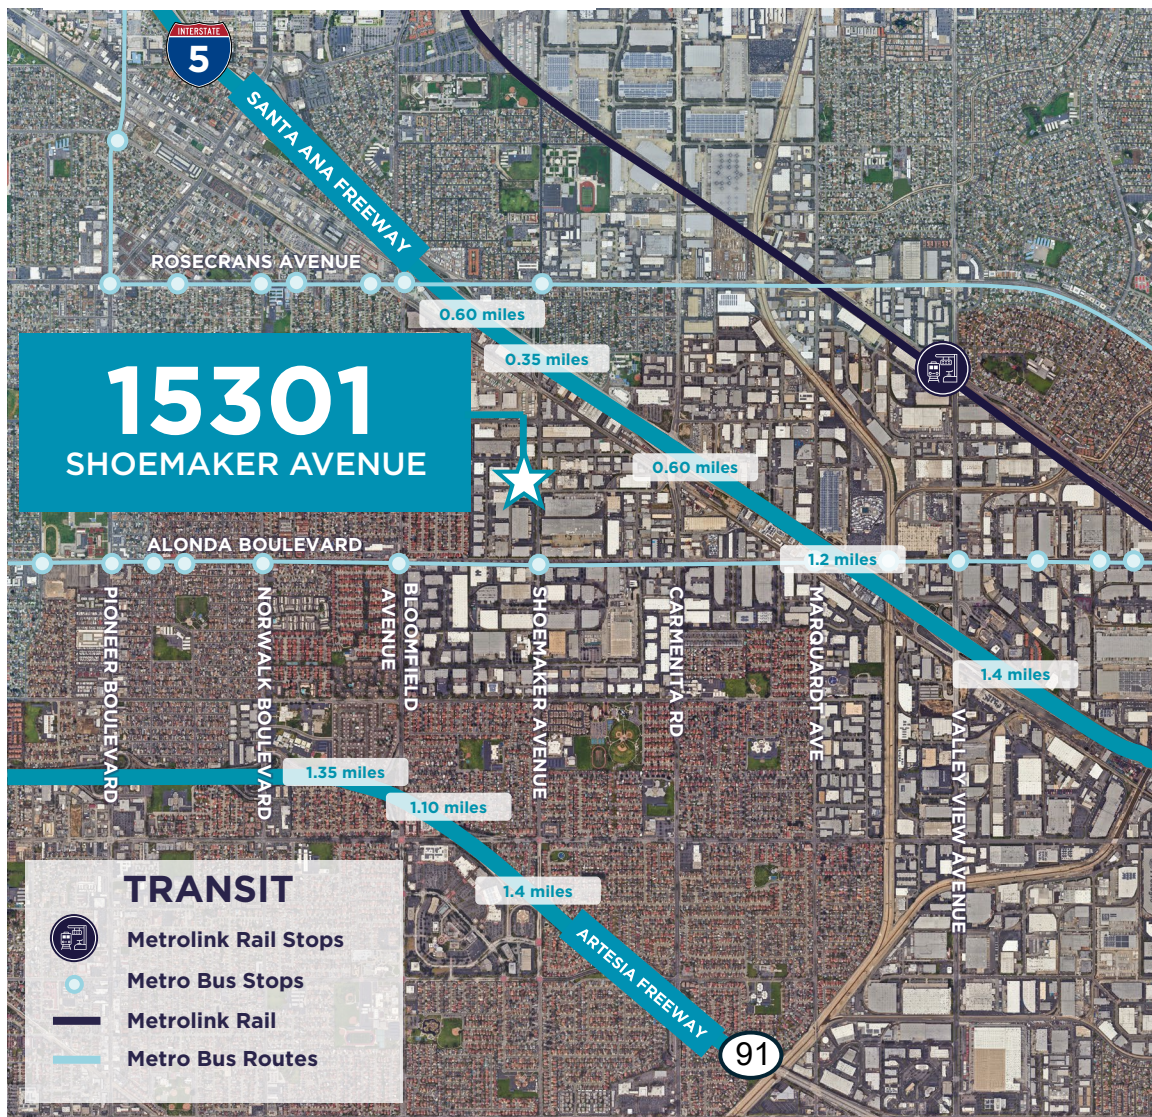 INTERSTATE
5
SANTA ANA FREEWAY
ROSECRANS AVENUE
0.60 miles
0.35 miles
15301
SHOEMAKER AVENUE
0.60 miles
ALONDA BOULEVARD
1.2 miles
PIONEER BOULEVARD
NORWALK BOULEVARD
BLOOMFIELD
AVENUE
SHOEMAKER AVENUE
CARMENITA RD
MARQUARDT AVE
VALLEY VIEW AVENUE
1.4 miles
1.35 miles
1.10 miles
1.4 miles
ARTESIA FREEWAY
91
TRANSIT
Metrolink Rail Stops
Metro Bus Stops
Metrolink Rail
Metro Bus Routes